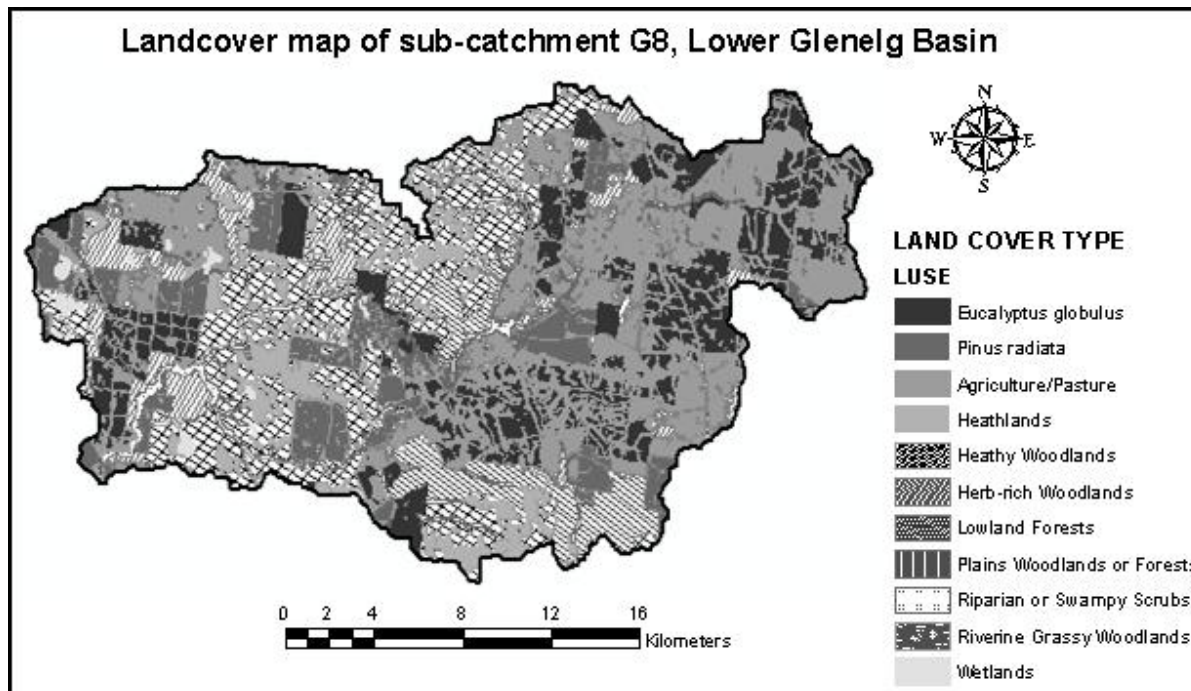 Landcover map of sub-catchment G8, Lower Glenelg Basin
N
W E
S
LAND COVER TYPE
LUSE
Eucalyptus globulus
Pinus radiata
Agriculture/Pasture
Heathlands
Heathy Woodlands
Herb-rich Woodlands
Lowland Forests
Plains Woodlands or Forests
Riparian or Swampy Scrubs
Riverine Grassy Woodlands
Wetlands
0 2 4 8 12 16
Kilometers